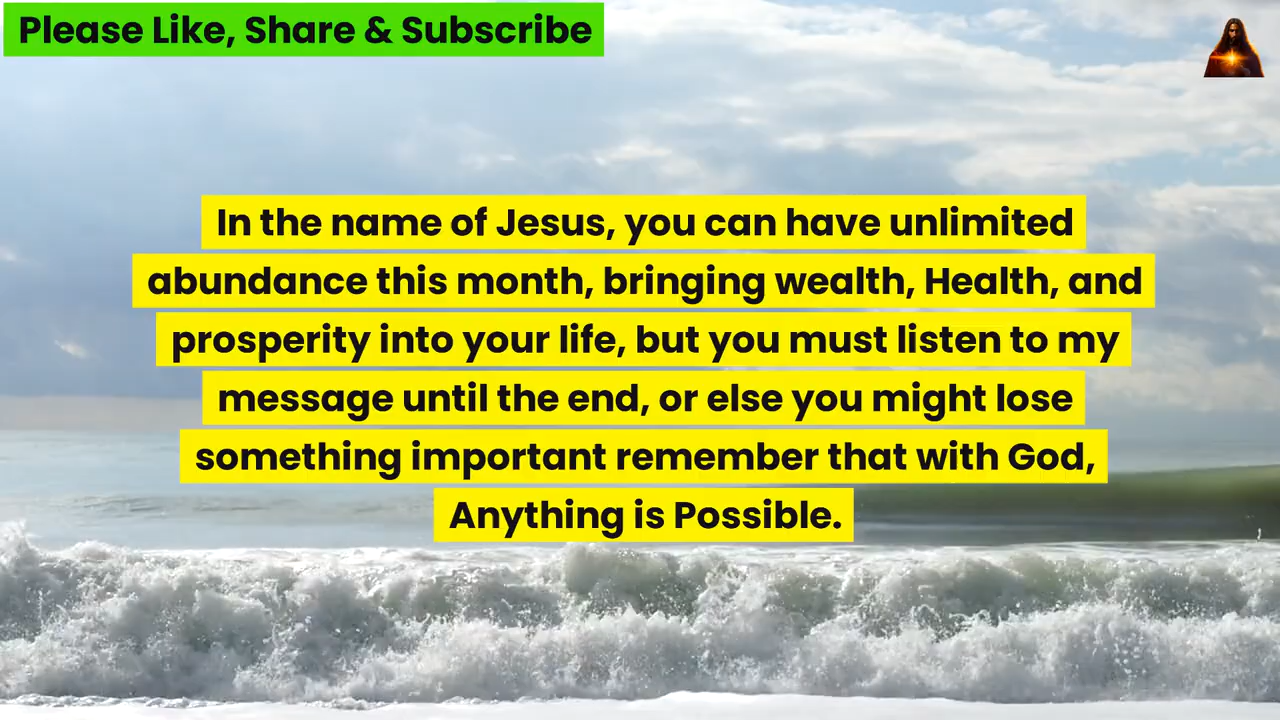 Please Like, Share & Subscribe
In the name of Jesus, you can have unlimited
abundance this month, bringing wealth, Health, and
prosperity into your life, but you must listen to my
message until the end, or else you might lose
something important remember that with God,
Anything is Possible.